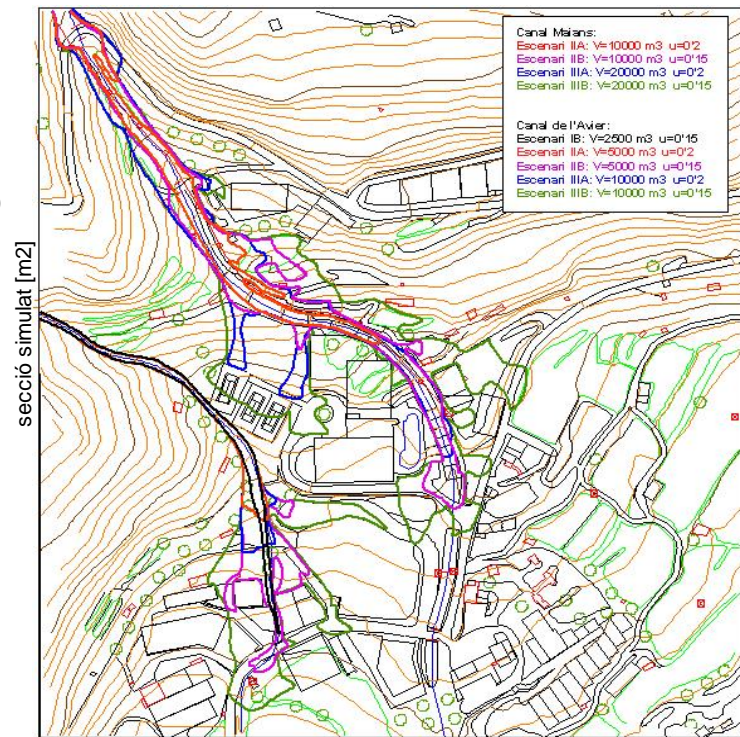 Canal Maians:
Escenari IIA: V=10000 m3 u=0'2
Escenari IIB: V=10000 m3 u=0'15
Escenari IIIA: V=20000 m3 u=0'2
Escenari IIIB: V=20000 m3 u=0'15
Canal de l'Avier:
Escenari IB: V=2500 m3 u=0'15
Escenari IIA: V=5000 m3 u=0'2
Escenari IIB: V=5000 m3 u=0'15
Escenari IIIA: V=10000 m3 u=0'2
Escenari IIIB: V=10000 m3 u=0'15
secció simulat [m2]